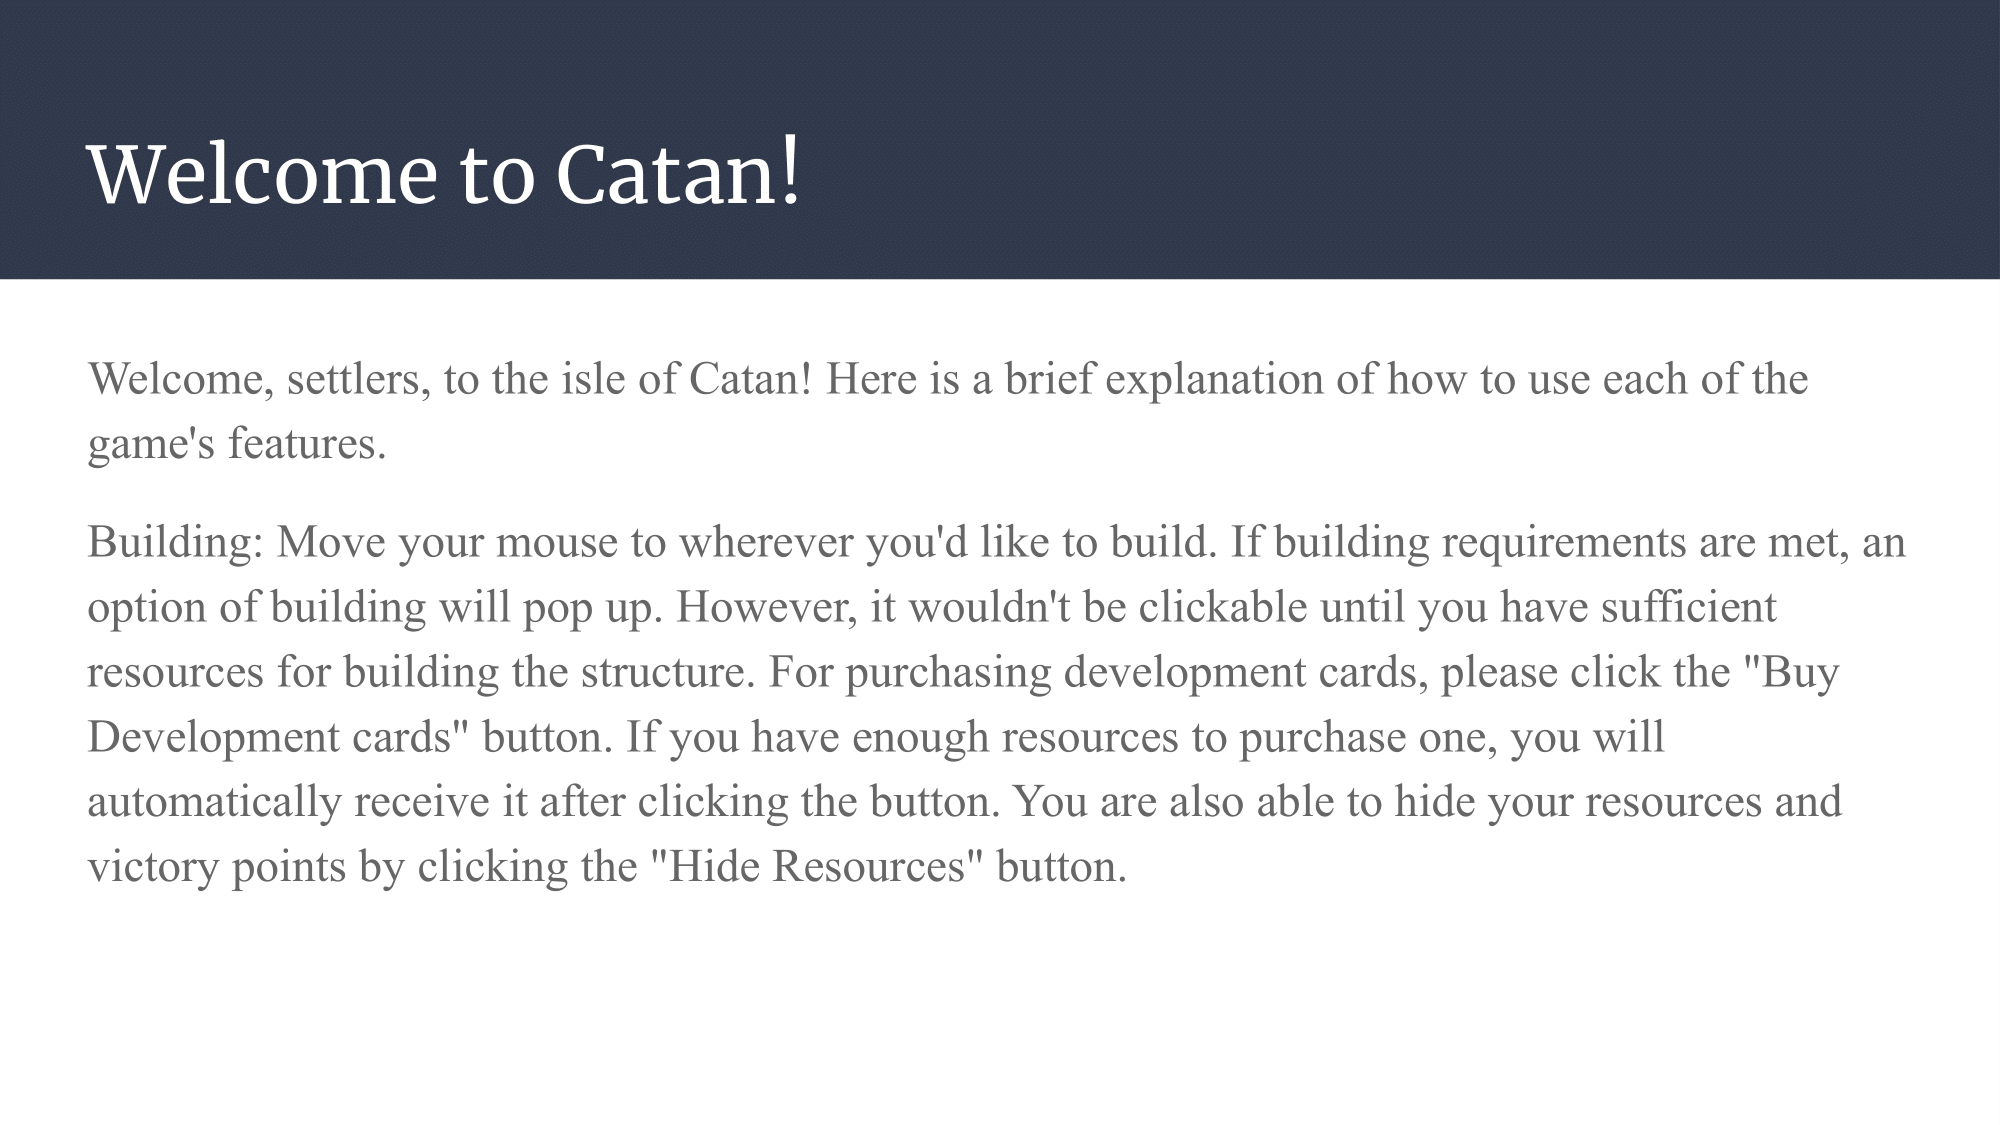 Welcome to Catan!
Welcome, settlers, to the isle of Catan! Here is a brief explanation of how to use each of the
game's features.
Building: Move your mouse to wherever you'd like to build. If building requirements are met, an
option of building will pop up. However, it wouldn't be clickable until you have sufficient
resources for building the structure. For purchasing development cards, please click the "Buy
Development cards" button. If you have enough resources to purchase one, you will
automatically receive it after clicking the button. You are also able to hide your resources and
victory points by clicking the "Hide Resources" button.